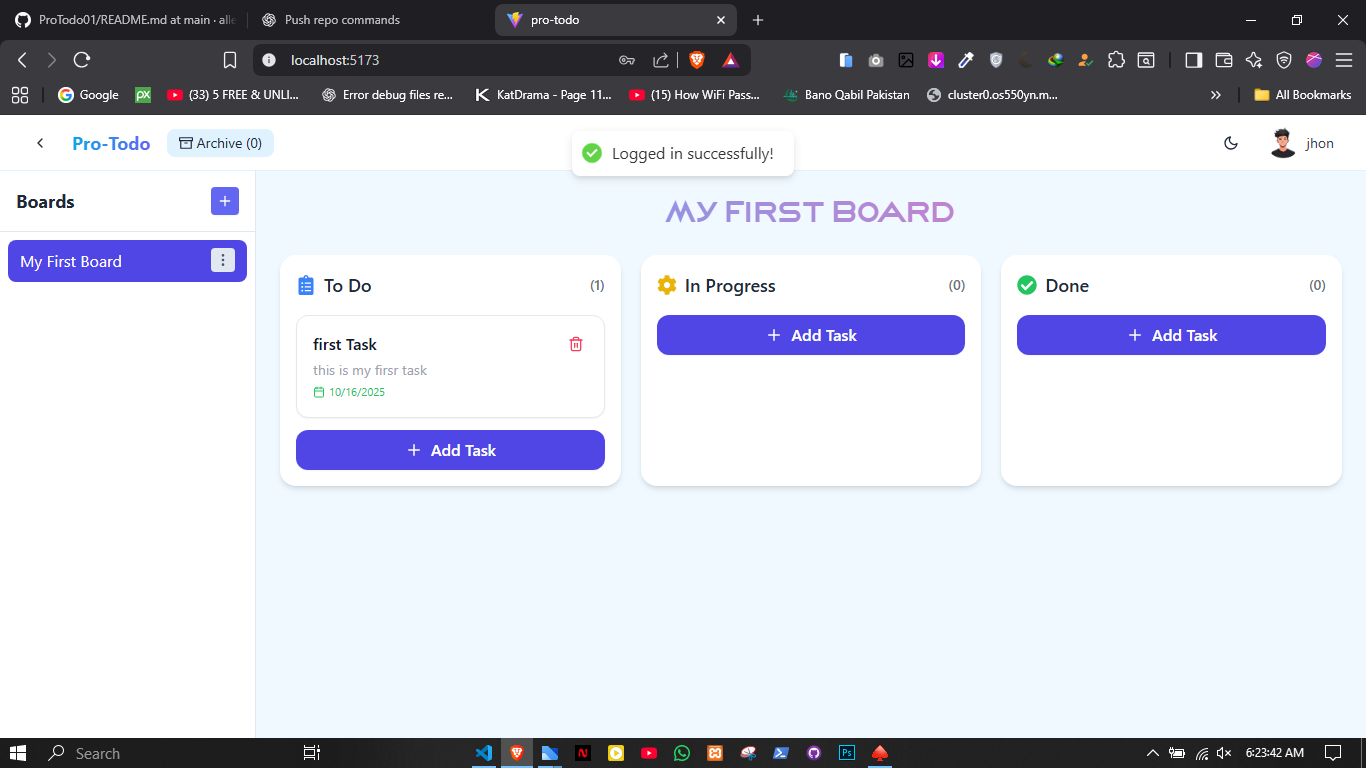 ProTodo01/README.md at main · alle
Push repo commands
pro-todo
localhost:5173
Google
px
(33) 5 FREE & UNLI...
Error debug files re...
KatDrama - Page 11...
(15) How WiFi Pass...
Bano Qabil Pakistan
cluster0.os550yn.m...
All Bookmarks
Pro-Todo
Archive (0)
Logged in successfully!
jhon
Boards
MY FIRST BOARD
My First Board
To Do
(1)
In Progress
(0)
Done
(0)
first Task
this is my firsr task
10/16/2025
Add Task
Add Task
Add Task
Search
N
Ps
6:23:42 AM